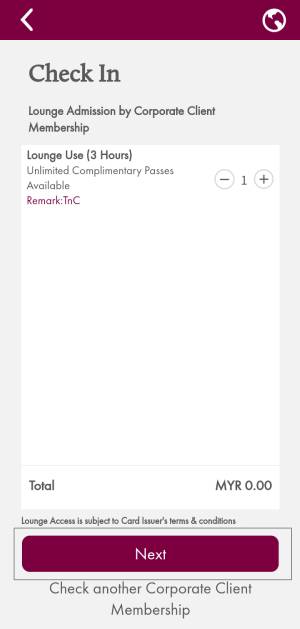 Check In
Lounge Admission by Corporate Client
Membership
Lounge Use (3 Hours)
Unlimited Complimentary Passes
Available
Remark:TnC
1
Total MYR 0.00
Lounge Access is subject to Card Issuer's terms & conditions
Next
Check another Corporate Client
Membership